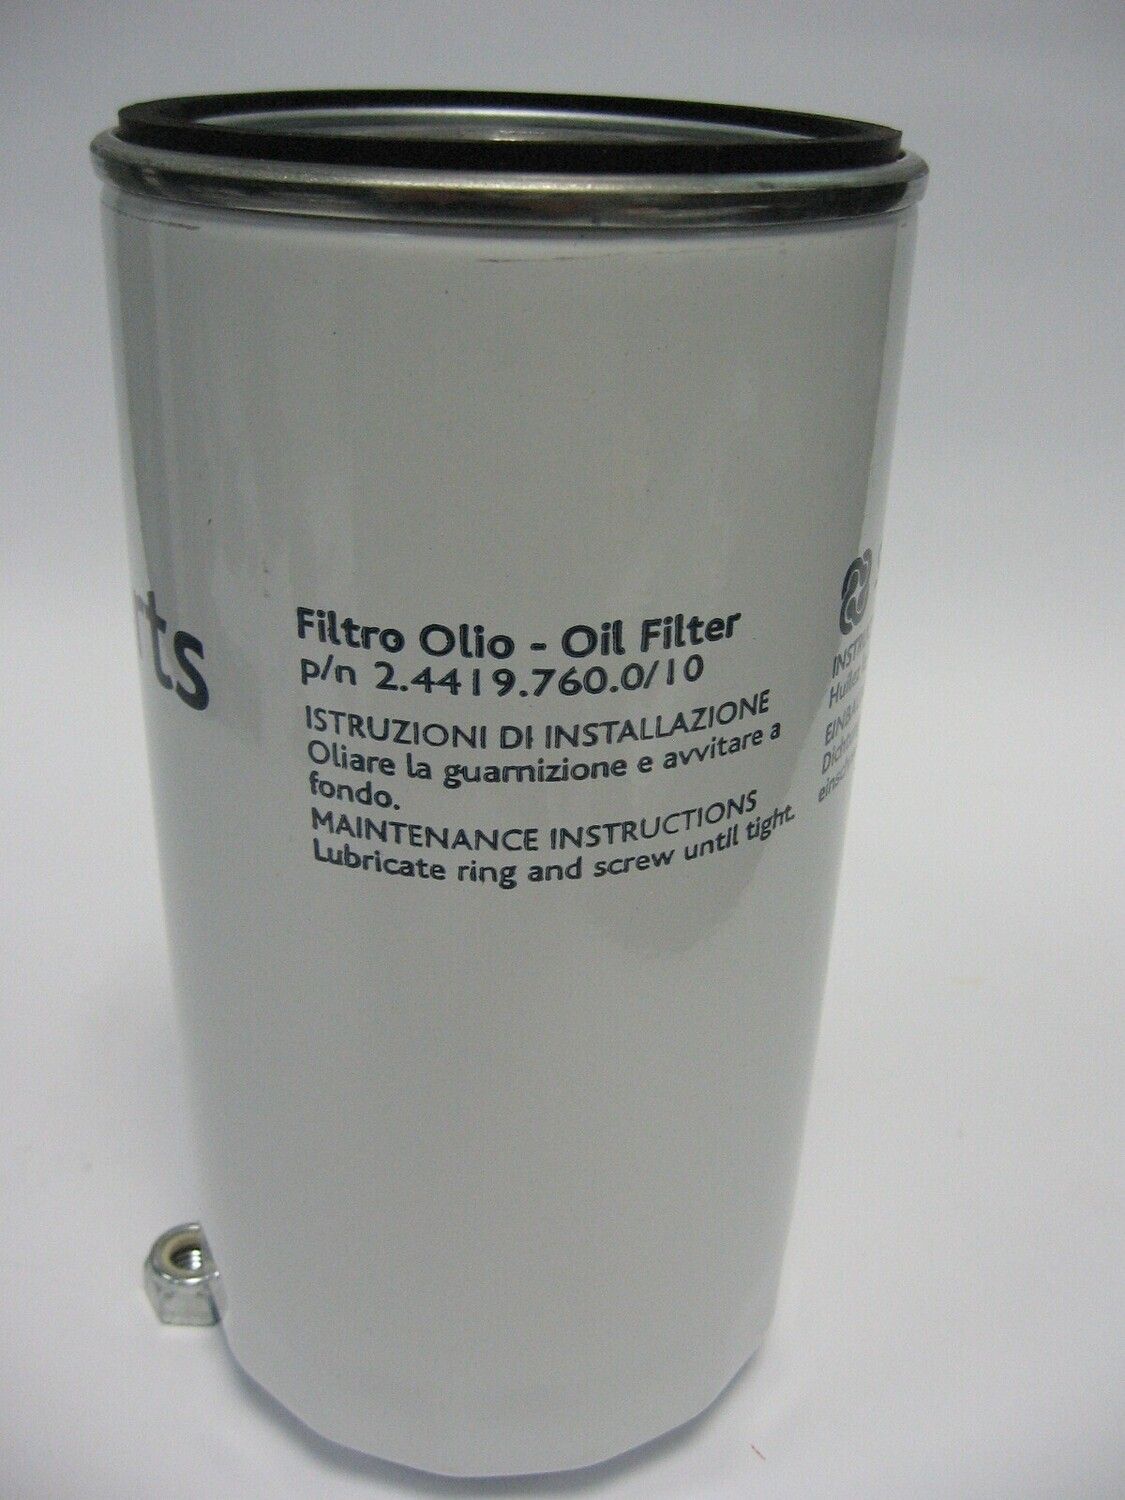 rts
Filtro Olio - Oil Filter
p/n 2.4419.760.0/10
ISTRUZIONI DI INSTALLAZIONE
Oliare la guarnizione e avvitare a
fondo.
MAINTENANCE INSTRUCTIONS
Lubricate ring and screw until tight.